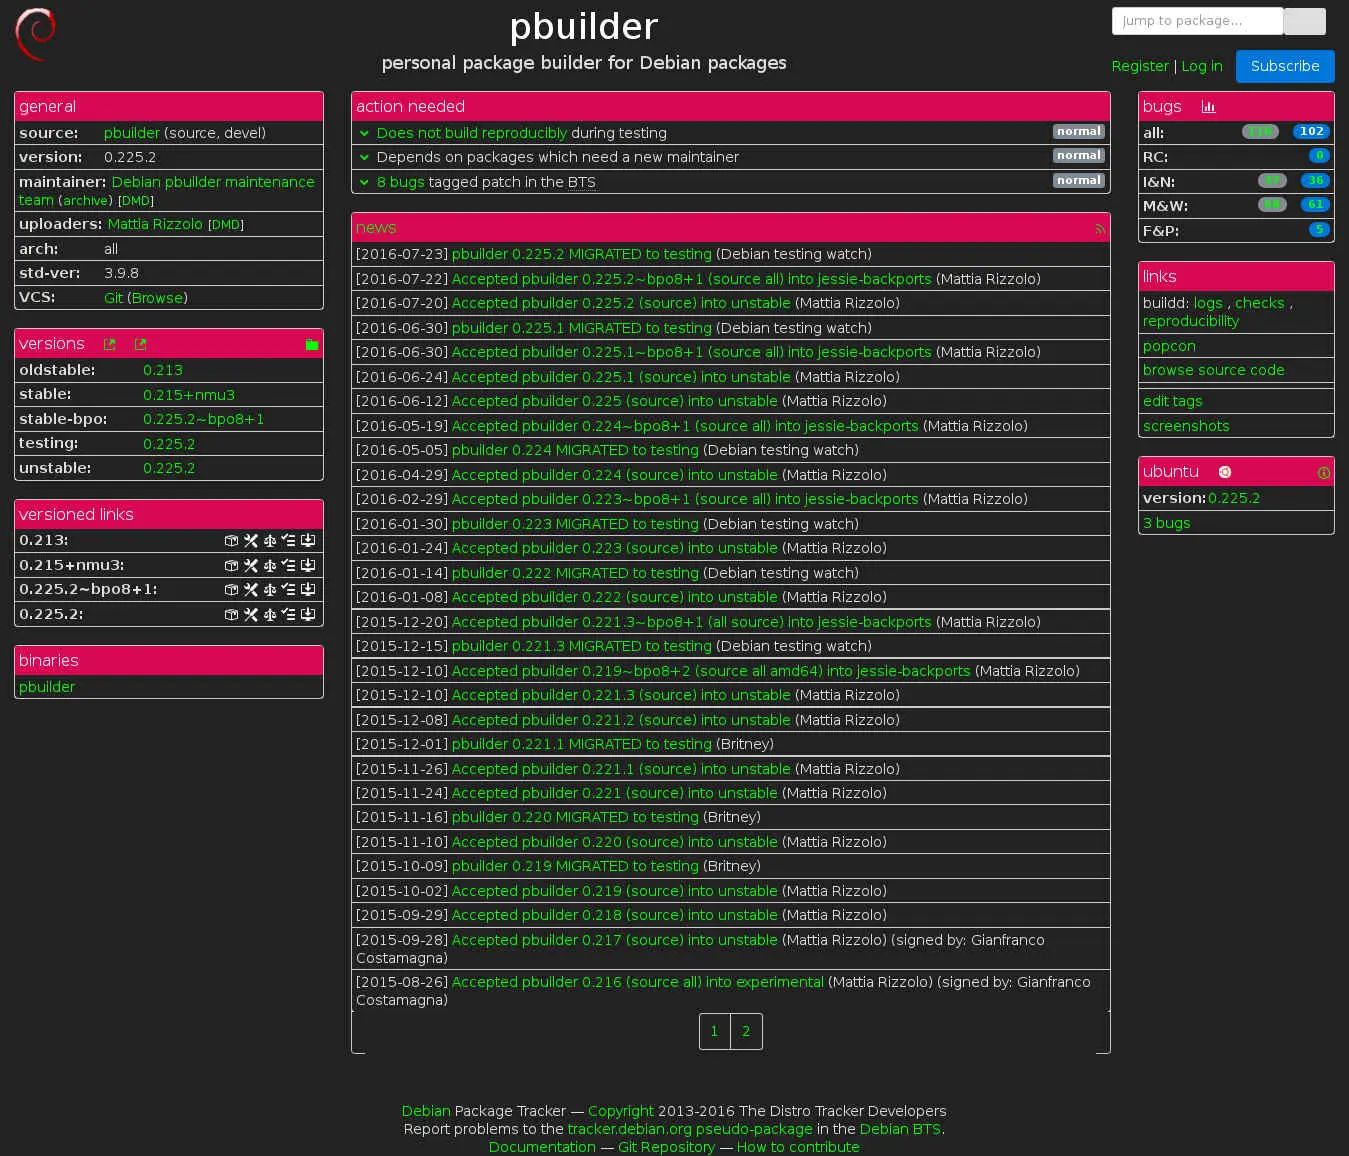 pbuilder
personal package builder for Debian packages
Jump to package...
Register | Log in
Subscribe
general
source: pbuilder (source, devel)
version: 0.225.2
maintainer: Debian pbuilder maintenance
team (archive) [DMD]
uploaders: Mattia Rizzolo [DMD]
arch: all
std-ver: 3.9.8
VCS: Git (Browse)
versions
oldstable: 0.213
stable: 0.215+nmu3
stable-bpo: 0.225.2~bpo8+1
testing: 0.225.2
unstable: 0.225.2
versioned links
0.213:
0.215+nmu3:
0.225.2~bpo8+1:
0.225.2:
binaries
pbuilder
action needed
Does not build reproducibly during testing normal
Depends on packages which need a new maintainer normal
8 bugs tagged patch in the BTS normal
news
[2016-07-23] pbuilder 0.225.2 MIGRATED to testing (Debian testing watch)
[2016-07-22] Accepted pbuilder 0.225.2~bpo8+1 (source all) into jessie-backports (Mattia Rizzolo)
[2016-07-20] Accepted pbuilder 0.225.2 (source) into unstable (Mattia Rizzolo)
[2016-06-30] pbuilder 0.225.1 MIGRATED to testing (Debian testing watch)
[2016-06-30] Accepted pbuilder 0.225.1~bpo8+1 (source all) into jessie-backports (Mattia Rizzolo)
[2016-06-24] Accepted pbuilder 0.225.1 (source) into unstable (Mattia Rizzolo)
[2016-06-12] Accepted pbuilder 0.225 (source) into unstable (Mattia Rizzolo)
[2016-05-19] Accepted pbuilder 0.224~bpo8+1 (source all) into jessie-backports (Mattia Rizzolo)
[2016-05-05] pbuilder 0.224 MIGRATED to testing (Debian testing watch)
[2016-04-29] Accepted pbuilder 0.224 (source) into unstable (Mattia Rizzolo)
[2016-02-29] Accepted pbuilder 0.223~bpo8+1 (source all) into jessie-backports (Mattia Rizzolo)
[2016-01-30] pbuilder 0.223 MIGRATED to testing (Debian testing watch)
[2016-01-24] Accepted pbuilder 0.223 (source) into unstable (Mattia Rizzolo)
[2016-01-14] pbuilder 0.222 MIGRATED to testing (Debian testing watch)
[2016-01-08] Accepted pbuilder 0.222 (source) into unstable (Mattia Rizzolo)
[2015-12-20] Accepted pbuilder 0.221.3~bpo8+1 (all source) into jessie-backports (Mattia Rizzolo)
[2015-12-15] pbuilder 0.221.3 MIGRATED to testing (Debian testing watch)
[2015-12-10] Accepted pbuilder 0.219~bpo8+2 (source all amd64) into jessie-backports (Mattia Rizzolo)
[2015-12-10] Accepted pbuilder 0.221.3 (source) into unstable (Mattia Rizzolo)
[2015-12-08] Accepted pbuilder 0.221.2 (source) into unstable (Mattia Rizzolo)
[2015-12-01] pbuilder 0.221.1 MIGRATED to testing (Britney)
[2015-11-26] Accepted pbuilder 0.221.1 (source) into unstable (Mattia Rizzolo)
[2015-11-24] Accepted pbuilder 0.221 (source) into unstable (Mattia Rizzolo)
[2015-11-16] pbuilder 0.220 MIGRATED to testing (Britney)
[2015-11-10] Accepted pbuilder 0.220 (source) into unstable (Mattia Rizzolo)
[2015-10-09] pbuilder 0.219 MIGRATED to testing (Britney)
[2015-10-02] Accepted pbuilder 0.219 (source) into unstable (Mattia Rizzolo)
[2015-09-29] Accepted pbuilder 0.218 (source) into unstable (Mattia Rizzolo)
[2015-09-28] Accepted pbuilder 0.217 (source) into unstable (Mattia Rizzolo) (signed by: Gianfranco
Costamagna)
[2015-08-26] Accepted pbuilder 0.216 (source all) into experimental (Mattia Rizzolo) (signed by: Gianfranco
Costamagna)
1 2
bugs
all: 102
RC: 0
I&N: 36
M&W: 61
F&P: 5
links
buildd: logs , checks ,
reproducibility
popcon
browse source code
edit tags
screenshots
ubuntu
version: 0.225.2
3 bugs
Debian Package Tracker — Copyright 2013-2016 The Distro Tracker Developers
Report problems to the tracker.debian.org pseudo-package in the Debian BTS.
Documentation — Git Repository — How to contribute